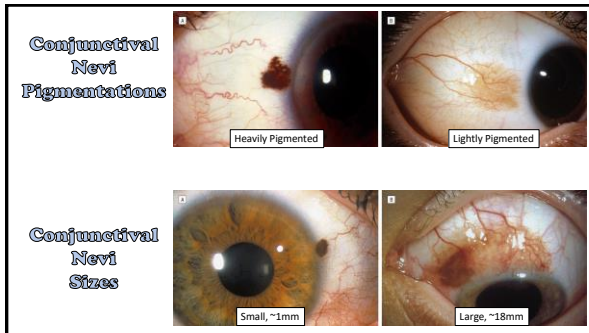 Conjunctival
Nevi
Pigmentations
A
B
Heavily Pigmented
Lightly Pigmented
Conjunctival
Nevi
Sizes
A
B
Small, ~1mm
Large, ~18mm